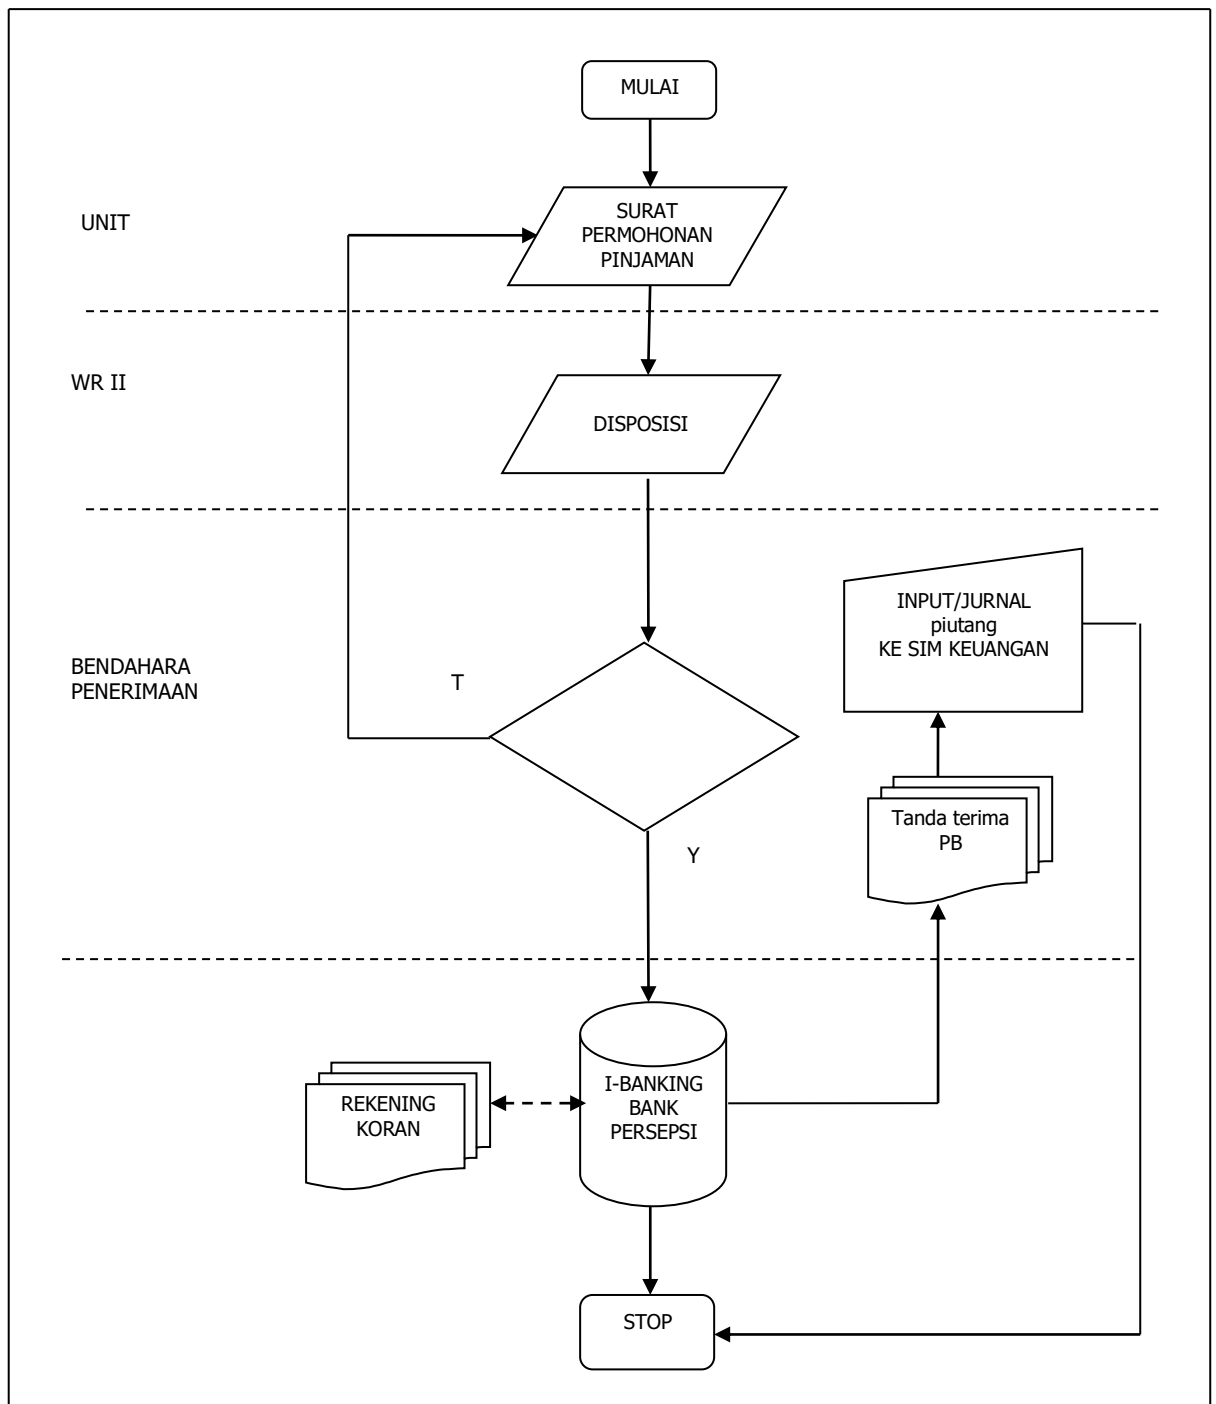 MULAI
UNIT
SURAT
PERMOHONAN
PINJAMAN
WR II
DISPOSISI
INPUT/JURNAL
piutang
KE SIM KEUANGAN
BENDAHARA
PENERIMAAN
T
Tanda terima
PB
Y
REKENING
KORAN
I-BANKING
BANK
PERSEPSI
STOP